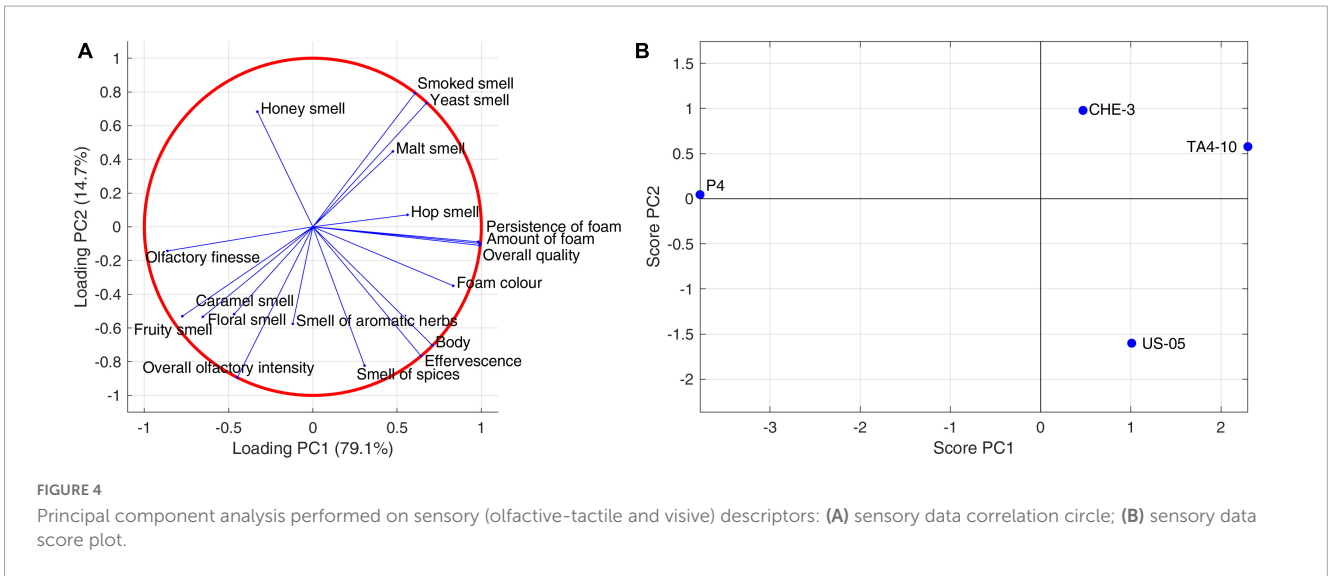 A
1
0.8
0.6
0.4
0.2
0
-0.2
-0.4
-0.6
-0.8
-1
Loading PC2 (14.7%)
Smoked smell
Yeast smell
Honey smell
Malt smell
Hop smell
Persistence of foam
Amount of foam
Overall quality
Olfactory finesse
Foam colour
Caramel smell
Floral smell
Smell of aromatic herbs
Fruity smell
Body
Effervescence
Overall olfactory intensity
Smell of spices
-1 -0.5 0 0.5 1
Loading PC1 (79.1%)
B
1.5
1
0.5
0
-0.5
-1
-1.5
-2
Score PC2
CHE-3
TA4-10
P4
US-05
-3 -2 -1 0 1 2
Score PC1
FIGURE 4
Principal component analysis performed on sensory (olfactive-tactile and visive) descriptors: (A) sensory data correlation circle; (B) sensory data
score plot.